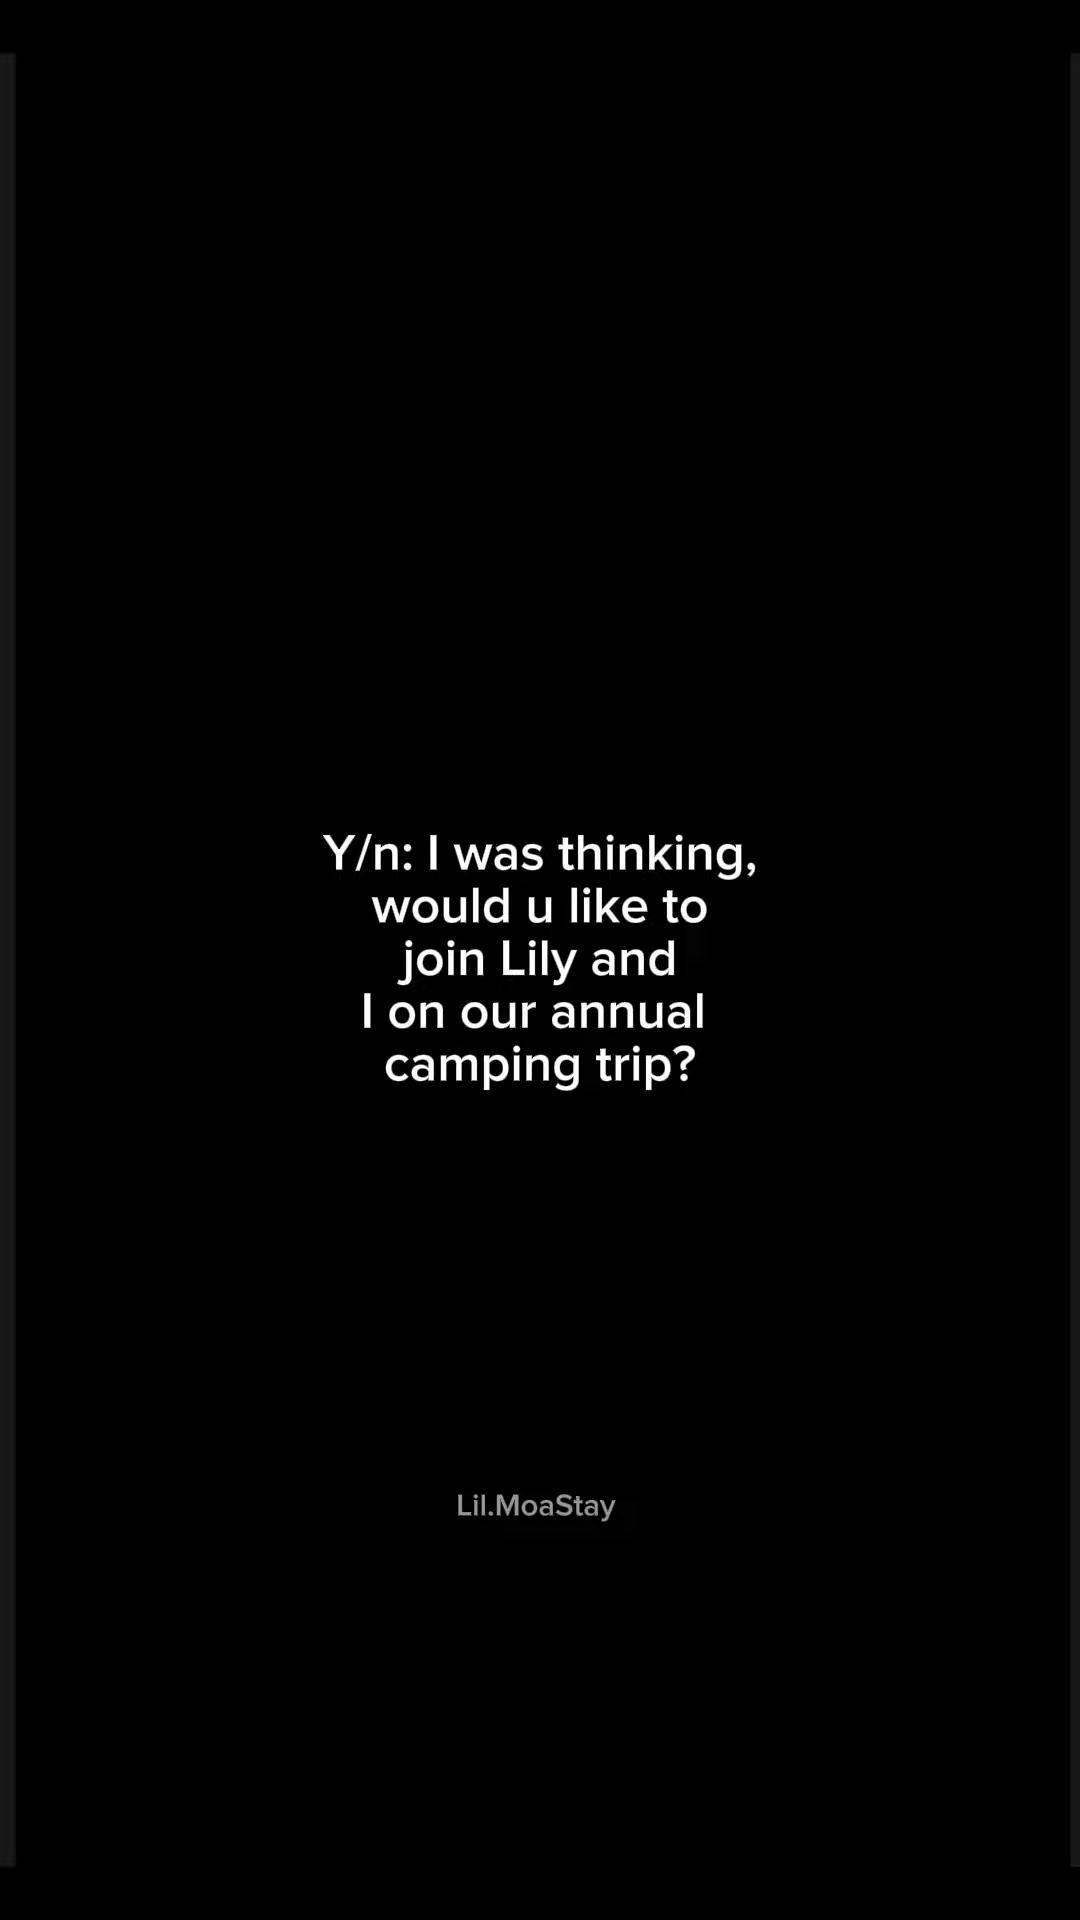 Y/n: I was thinking,
would u like to
join Lily and
I on our annual
camping trip?
Lil.MoaStay